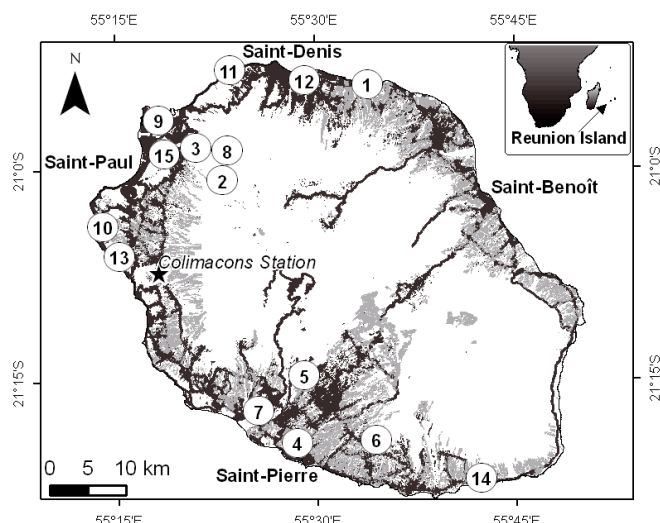 55°15'E 55°30'E 55°45'E
N
Saint-Denis
11
12
1
Reunion Island
9
15
3
8
Saint-Paul
2
21°0'S
21°0'S
Saint-Benoît
10
13
Colimacons Station
21°15'S
21°15'S
5
7
4
6
14
0 5 10 km
Saint-Pierre
55°15'E 55°30'E 55°45'E